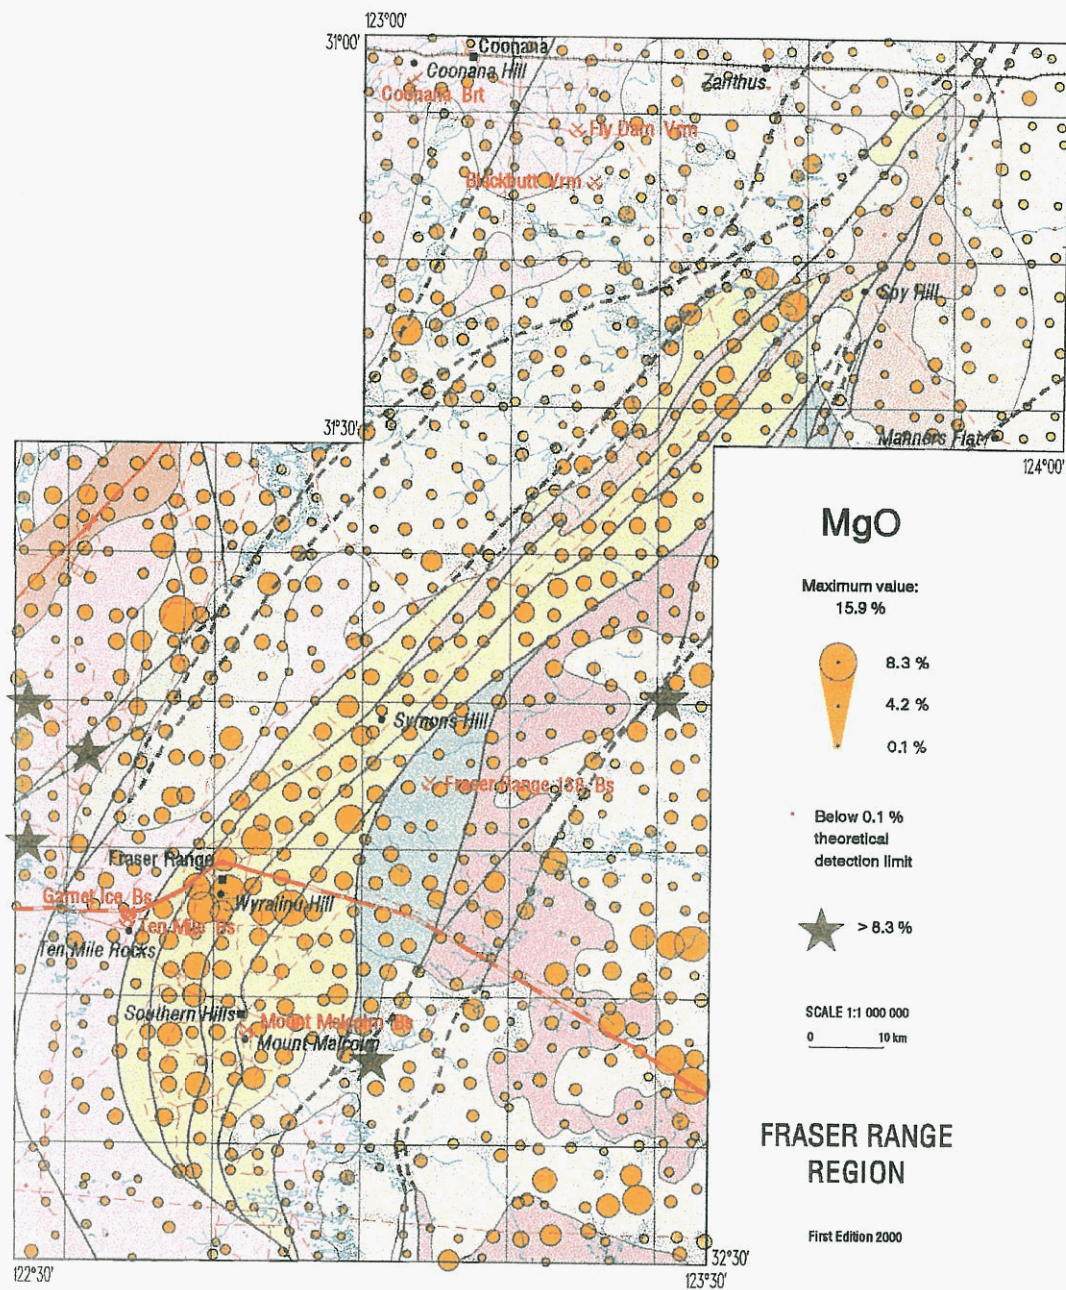 123°00'
31°00'
Coonana
Coonana Hill
Zanthus
Coonana Brt
Fly Dam Vrm
Blackbutt Vrm
Spy Hill
31°30'
Manners Flat
124°00'
MgO
Maximum value:
15.9 %
8.3 %
4.2 %
0.1 %
Symons Hill
Fraser Range 188 Bs
Below 0.1 %
theoretical
detection limit
Fraser Range
Wyralinu Hill
Garnet Ice Bs
Ten Mile Bs
Ten Mile Rocks
> 8.3 %
Southern Hills
Mount Malcolm Bs
Mount Malcolm
SCALE 1:1 000 000
0 10 km
FRASER RANGE
REGION
First Edition 2000
32°30'
122°30'
123°30'